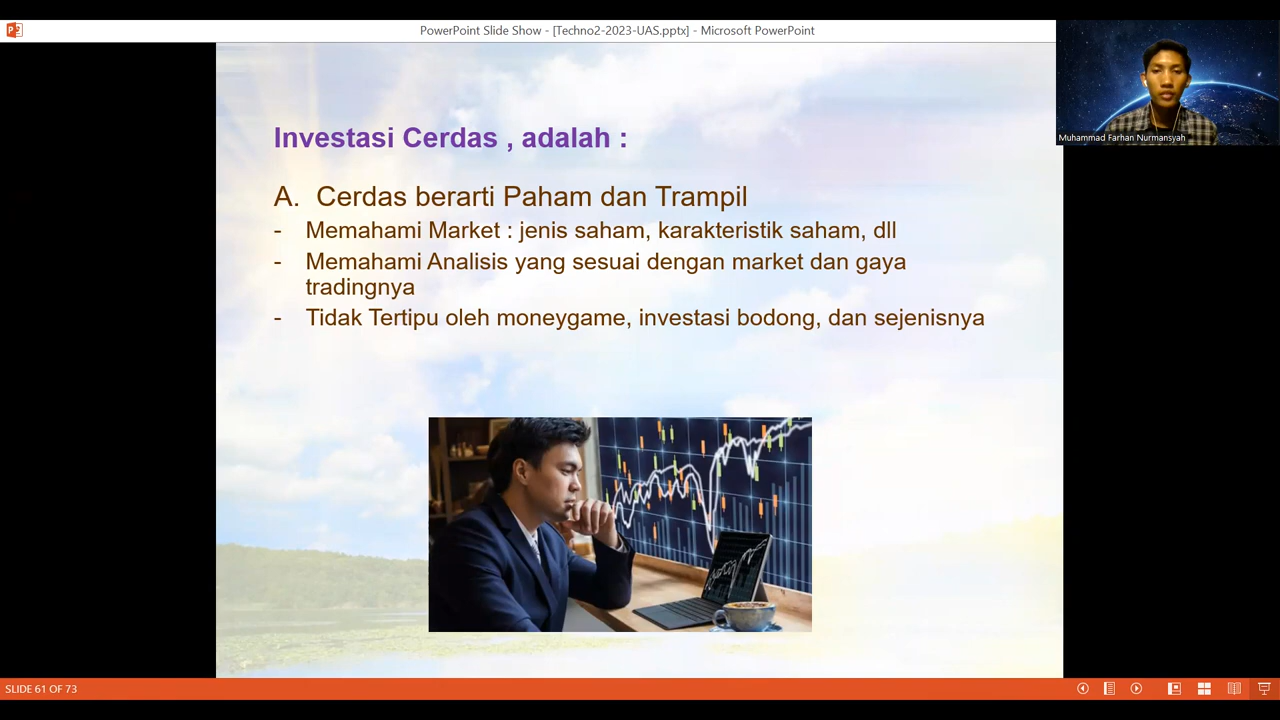 PowerPoint Slide Show - [Techno2-2023-UAS.pptx] - Microsoft PowerPoint
Muhammad Farhan Nurmansyah
Investasi Cerdas , adalah :
A. Cerdas berarti Paham dan Trampil
- Memahami Market : jenis saham, karakteristik saham, dll
- Memahami Analisis yang sesuai dengan market dan gaya
tradingnya
- Tidak Tertipu oleh moneygame, investasi bodong, dan sejenisnya
SLIDE 61 OF 73